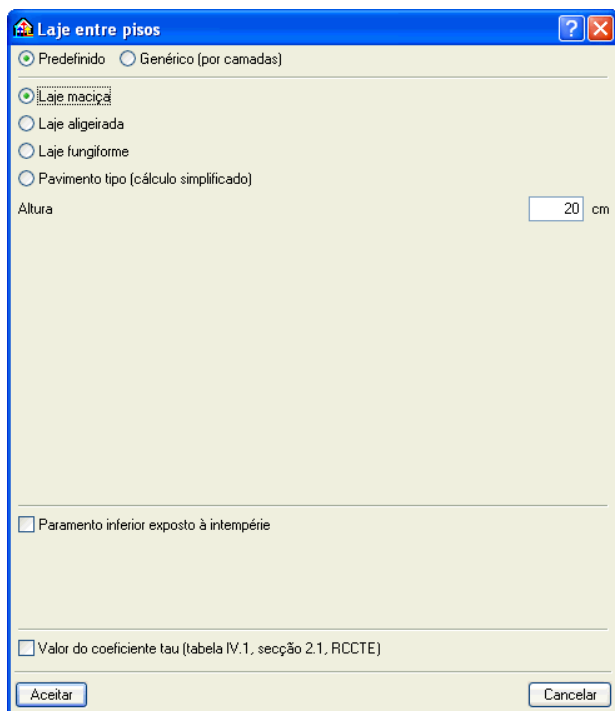 Laje entre pisos
Predefinido Genérico (por camadas)
Laje maciça
Laje aligeirada
Laje fungiforme
Pavimento tipo (cálculo simplificado)
Altura 20 cm
Paramento inferior exposto à intempérie
Valor do coeficiente tau (tabela IV.1, secção 2.1, RCCTE)
Aceitar Cancelar